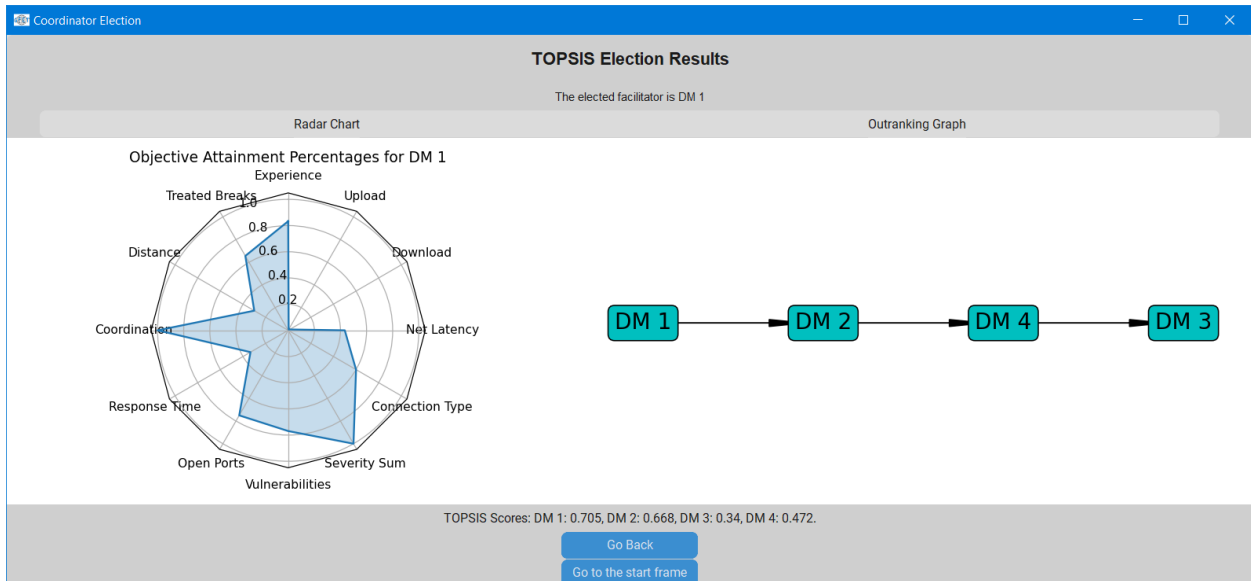 Coordinator Election
TOPSIS Election Results
The elected facilitator is DM 1
Radar Chart
Outranking Graph
Objective Attainment Percentages for DM 1
Experience
Treated Breaks
Upload
1.0
0.8
Distance
0.6
Download
0.4
0.2
Coordination
Net Latency
DM 1
DM 2
DM 4
DM 3
Response Time
Connection Type
Open Ports
Severity Sum
Vulnerabilities
TOPSIS Scores: DM 1: 0.705, DM 2: 0.668, DM 3: 0.34, DM 4: 0.472.
Go Back
Go to the start frame